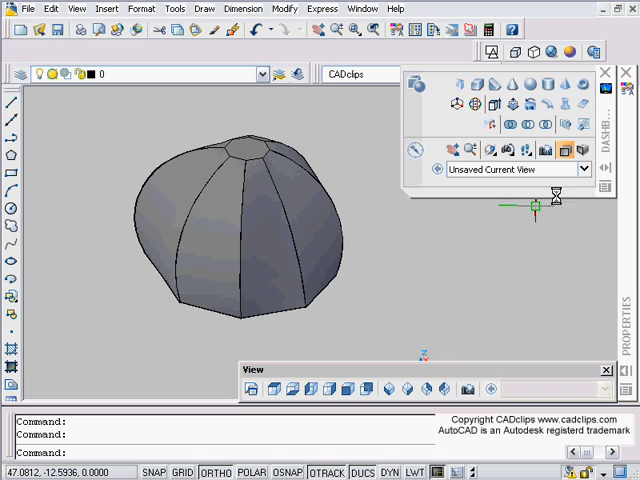 File Edit View Insert Format Tools Draw Dimension Modify Express Window Help
0
CADclips
DASHB...
Unsaved Current View
PROPERTIES
Z
View
Command:
Command:
Command:
Copyright CADclips www.cadclips.com
AutoCAD is an Autodesk registerd trademark
47.0812, -12.5936, 0.0000 SNAP GRID ORTHO POLAR OSNAP OTRACK DUCS DYN LWT